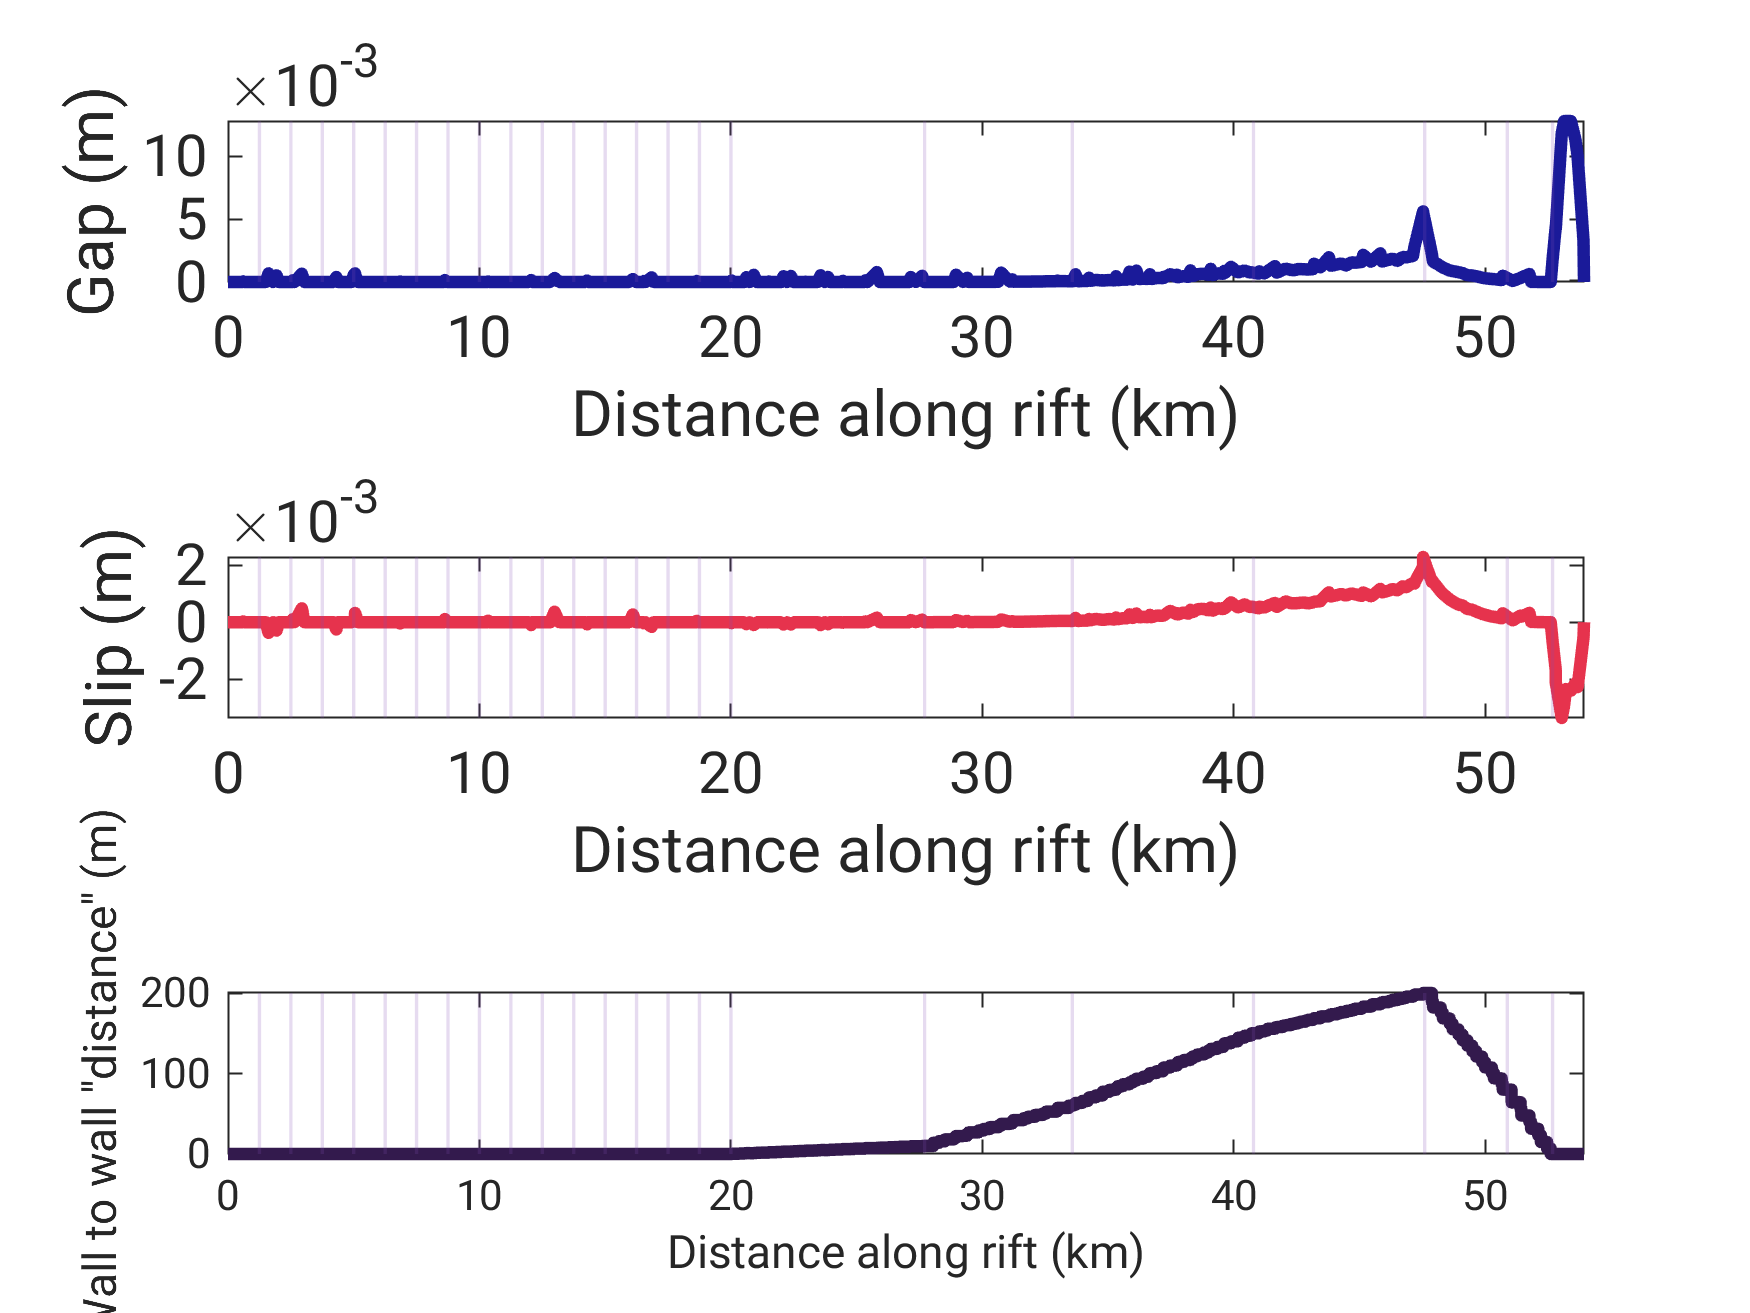 ×10-3
Gap (m)
10
5
0
0 10 20 30 40 50
Distance along rift (km)
×10-3
Slip (m)
2
0
-2
0 10 20 30 40 50
Distance along rift (km)
to wall "distance" (m)
200
100
0
0 10 20 30 40 50
Distance along rift (km)